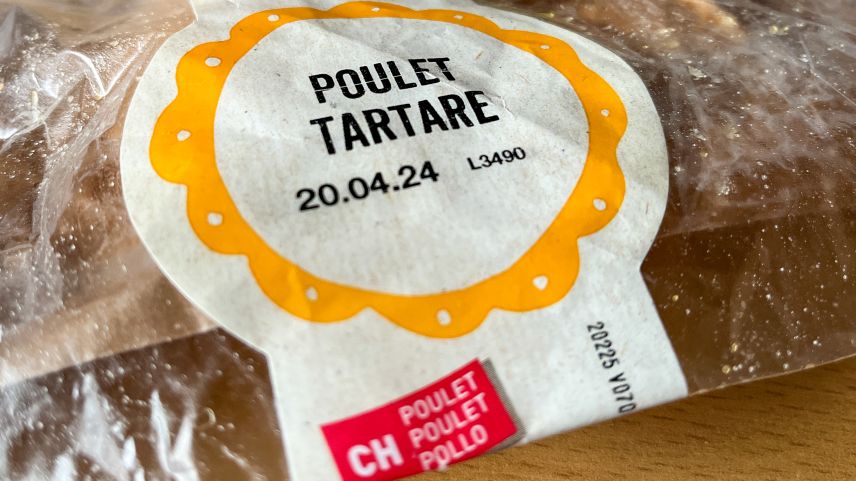 POULET
TARTARE
20.04.24 L3490
20225 V070
CH
POULET
POULET
POLLO